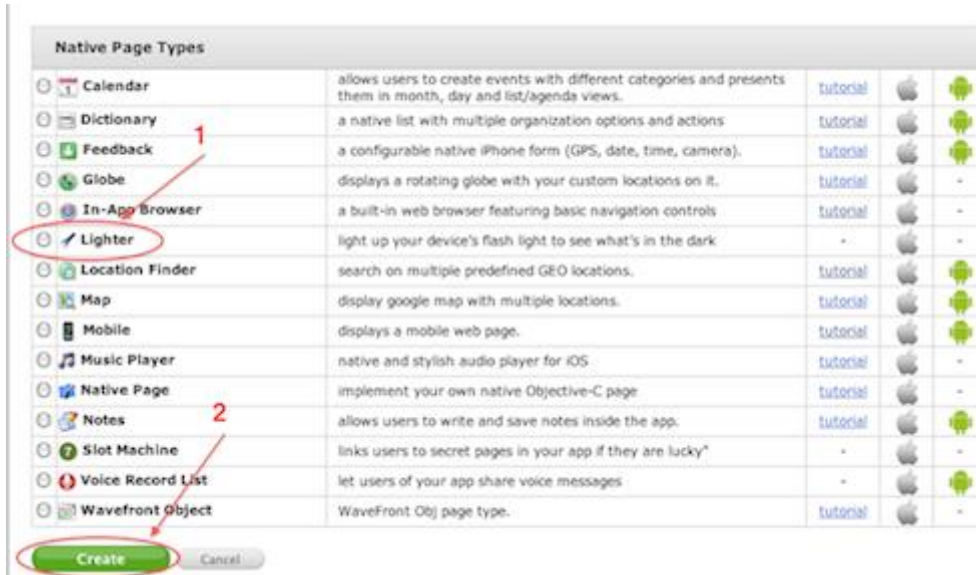 Native Page Types
1 Calendar allows users to create events with different categories and presents
them in month, day and list/agenda views. tutorial
Dictionary a native list with multiple organization options and actions tutorial
1
Feedback a configurable native iPhone form (GPS, date, time, camera). tutorial
Globe displays a rotating globe with your custom locations on it. tutorial -
In-App Browser a built-in web browser featuring basic navigation controls tutorial -
Lighter light up your device's flash light to see what's in the dark - -
Location Finder search on multiple predefined GEO locations. tutorial
Map display google map with multiple locations. tutorial
Mobile displays a mobile web page. tutorial
Music Player native and stylish audio player for iOS tutorial -
Native Page implement your own native Objective-C page tutorial -
2
Notes allows users to write and save notes inside the app. tutorial
7 Slot Machine links users to secret pages in your app if they are lucky" - -
Voice Record List let users of your app share voice messages -
Wavefront Object WaveFront Obj page type. tutorial -
Create Cancel